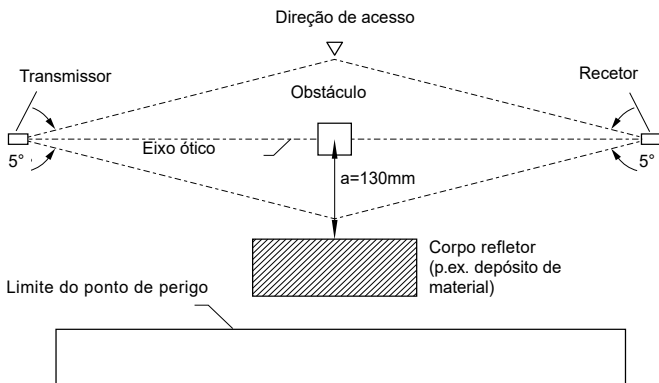 Direção de acesso
Transmissor
Recetor
Obstáculo
Eixo ótico
5°
5°
a=130mm
Corpo refletor
(p.ex. depósito de
material)
Limite do ponto de perigo